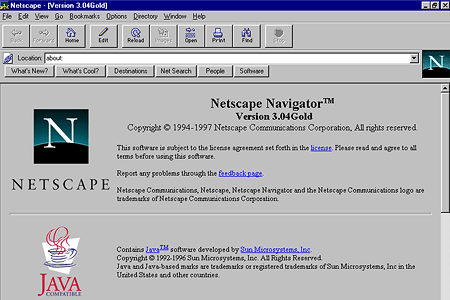 Netscape - [Version 3.04Gold]
File Edit View Go Bookmarks Options Directory Window Help
Back Forward Home Edit Reload Images Open Print Find Stop
Location: about:
What's New? What's Cool? Destinations Net Search People Software
N
Netscape Navigator™
Version 3.04Gold
Copyright © 1994-1997 Netscape Communications Corporation, All rights reserved.
N
NETSCAPE
This software is subject to the license agreement set forth in the license. Please read and agree to all
terms before using this software.
Report any problems through the feedback page.
Netscape Communications, Netscape, Netscape Navigator and the Netscape Communications logo are
trademarks of Netscape Communications Corporation.
JAVA
COMPATIBLE
Contains Java™ software developed by Sun Microsystems, Inc.
Copyright © 1992-1996 Sun Microsystems, Inc. All Rights Reserved.
Java and Java-based marks are trademarks or registered trademarks of Sun Microsystems, Inc in the
United States and other countries.